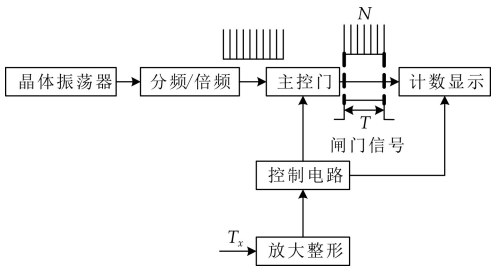 N
晶体振荡器
分频/倍频
主控门
计数显示
T
闸门信号
控制电路
Tx
放大整形